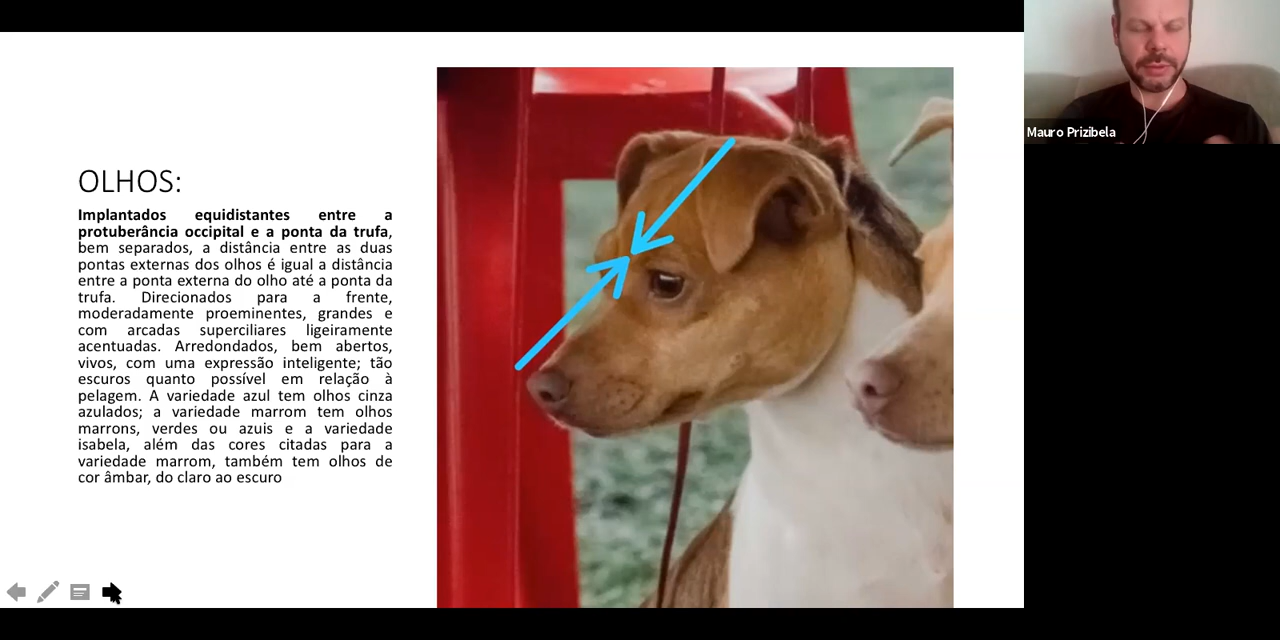 OLHOS:
Implantados equidistantes entre a
protuberância occipital e a ponta da trufa,
bem separados, a distância entre as duas
pontas externas dos olhos é igual a distância
entre a ponta externa do olho até a ponta da
trufa. Direcionados para a frente,
moderadamente proeminentes, grandes e
com arcadas superciliares ligeiramente
acentuadas. Arredondados, bem abertos,
vivos, com uma expressão inteligente; tão
escuros quanto possível em relação à
pelagem. A variedade azul tem olhos cinza
azulados; a variedade marrom tem olhos
marrons, verdes ou azuis e a variedade
isabela, além das cores citadas para a
variedade marrom, também tem olhos de
cor âmbar, do claro ao escuro
Mauro Prizibela